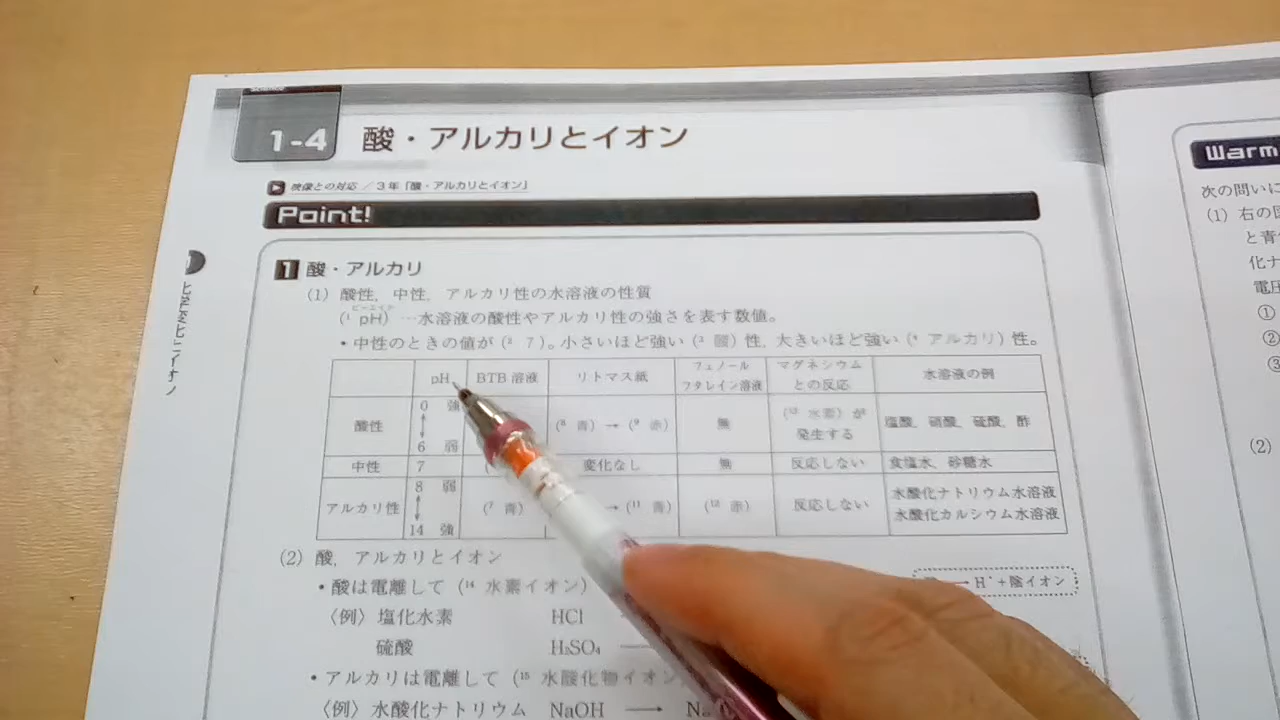 Science
1-4 酸・アルカリとイオン
映像との対応／3年「酸・アルカリとイオン」
Point!
1 酸・アルカリ
(1) 酸性，中性，アルカリ性の水溶液の性質
ピーエイチ
(¹ pH) …水溶液の酸性やアルカリ性の強さを表す数値。
・中性のときの値が (² 7)。小さいほど強い (³ 酸) 性，大きいほど強い (⁴ アルカリ) 性。
pH BTB溶液 リトマス紙 フェノールフタレイン溶液 マグネシウムとの反応 水溶液の例
酸性 0 強 6 弱 (⁸ 青) → (⁹ 赤) 無 (¹³ 水素) が発生する 塩酸，硝酸，硫酸，酢
中性 7 変化なし 無 反応しない 食塩水，砂糖水
アルカリ性 8 弱 14 強 (⁷ 青) → (¹¹ 青) (¹² 赤) 反応しない 水酸化ナトリウム水溶液 水酸化カルシウム水溶液
(2) 酸，アルカリとイオン
・酸は電離して (¹⁴ 水素イオン)
→ H⁺＋陰イオン
〈例〉塩化水素 HCl
硫酸 H₂SO₄ —
・アルカリは電離して (¹⁵ 水酸化物イオン
〈例〉水酸化ナトリウム NaOH → Na
化学変化とイオン
Warm
次の問いに
(1) 右の図
と青
化ナ
電圧
①
②
③
(2)